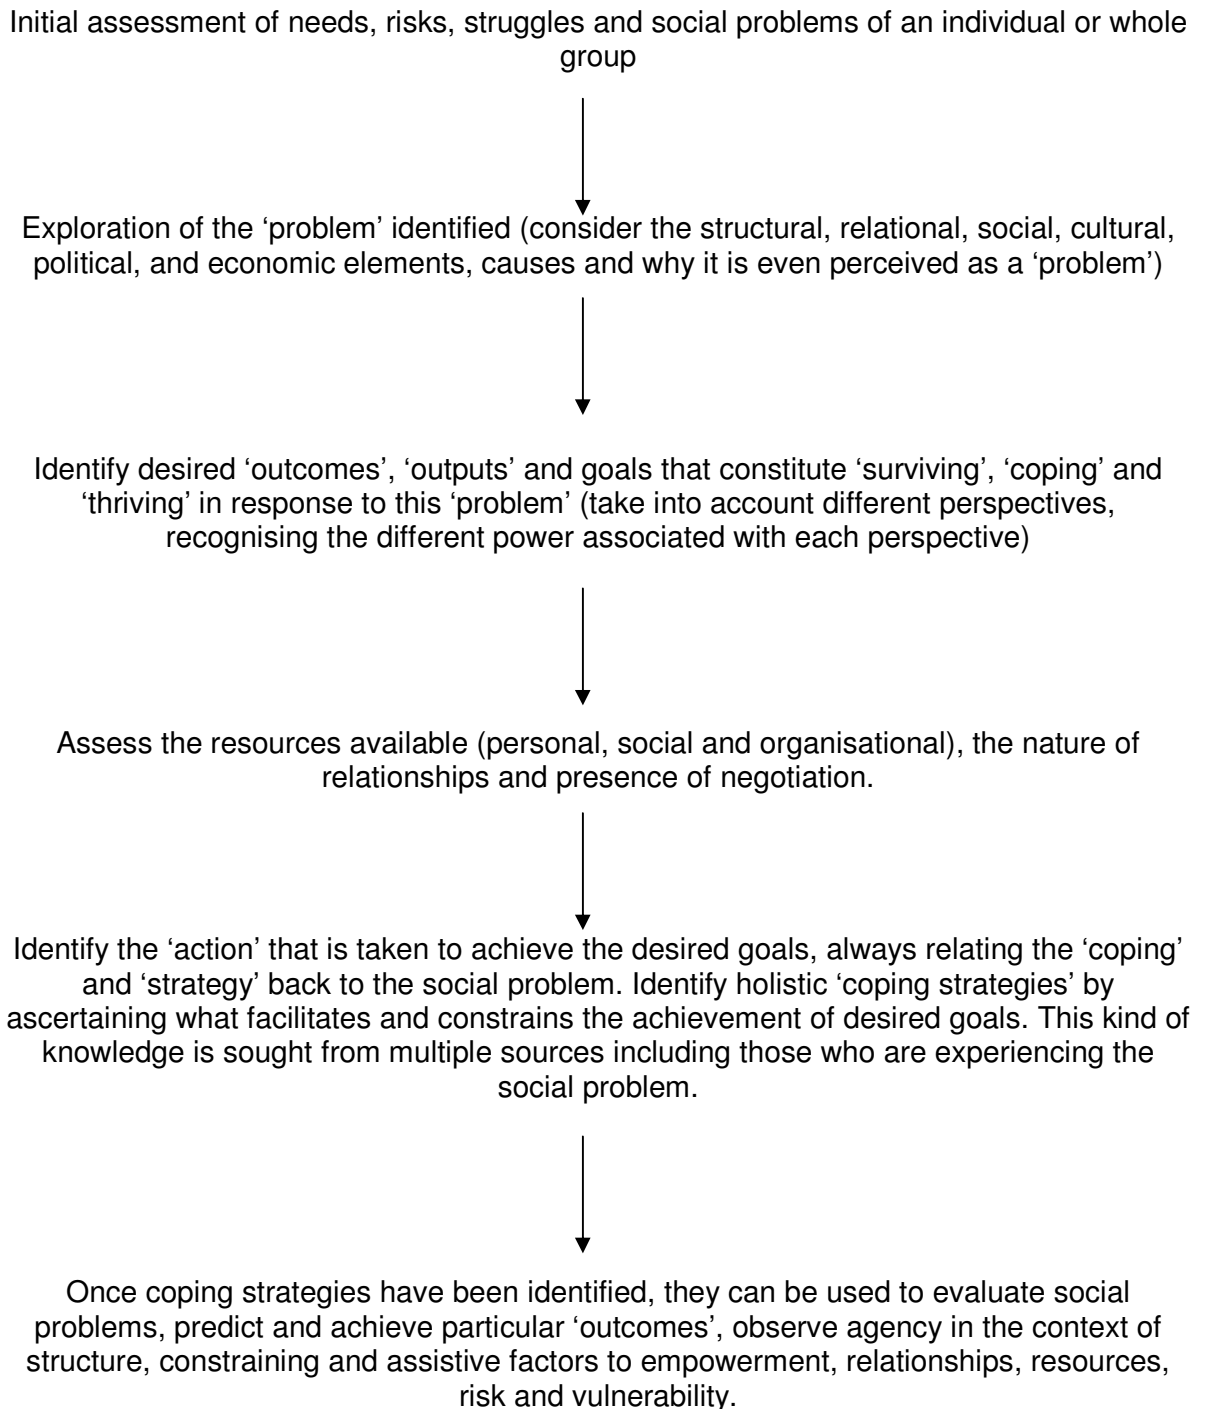 Initial assessment of needs, risks, struggles and social problems of an individual or whole
group
Exploration of the ‘problem’ identified (consider the structural, relational, social, cultural,
political, and economic elements, causes and why it is even perceived as a ‘problem’)
Identify desired ‘outcomes’, ‘outputs’ and goals that constitute ‘surviving’, ‘coping’ and
‘thriving’ in response to this ‘problem’ (take into account different perspectives,
recognising the different power associated with each perspective)
Assess the resources available (personal, social and organisational), the nature of
relationships and presence of negotiation.
Identify the ‘action’ that is taken to achieve the desired goals, always relating the ‘coping’
and ‘strategy’ back to the social problem. Identify holistic ‘coping strategies’ by
ascertaining what facilitates and constrains the achievement of desired goals. This kind of
knowledge is sought from multiple sources including those who are experiencing the
social problem.
Once coping strategies have been identified, they can be used to evaluate social
problems, predict and achieve particular ‘outcomes’, observe agency in the context of
structure, constraining and assistive factors to empowerment, relationships, resources,
risk and vulnerability.